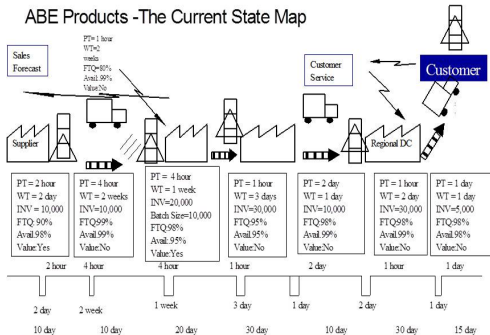 ABE Products -The Current State Map
PT= 1 hour
WT=2
weeks
FTQ=80%
Avail.99%
Value:No
Sales
Forecast
Customer
Service
Customer
Supplier
Regional DC
PT = 2 hour
WT = 2 day
INV = 10,000
FTQ: 90%
Avail:98%
Value:Yes
PT = 4 hour
WT = 2 weeks
INV=10,000
FTQ:99%
Avail:99%
Value:No
PT = 4 hour
WT = 1 week
INV=20,000
Batch Size=10,000
FTQ:98%
Avail:.95%
Value:Yes
PT = 1 hour
WT = 3 days
INV=30,000
FTQ:95%
Avail:95%
Value:No
PT = 2 day
WT = 1 day
INV=10,000
FTQ:98%
Avail:99%
Value:No
PT = 1 hour
WT = 2 day
INV=30,000
FTQ:98%
Avail:99%
Value:No
PT = 1 day
WT = 1 day
INV=5,000
FTQ:98%
Avail:98%
Value:No
2 hour 4 hour 4 hour 1 hour 2 day 1 hour 1 day
2 day 2 week 1 week 3 day 1 day 2 day 1 day
10 day 10 day 20 day 30 day 10 day 30 day 15 day